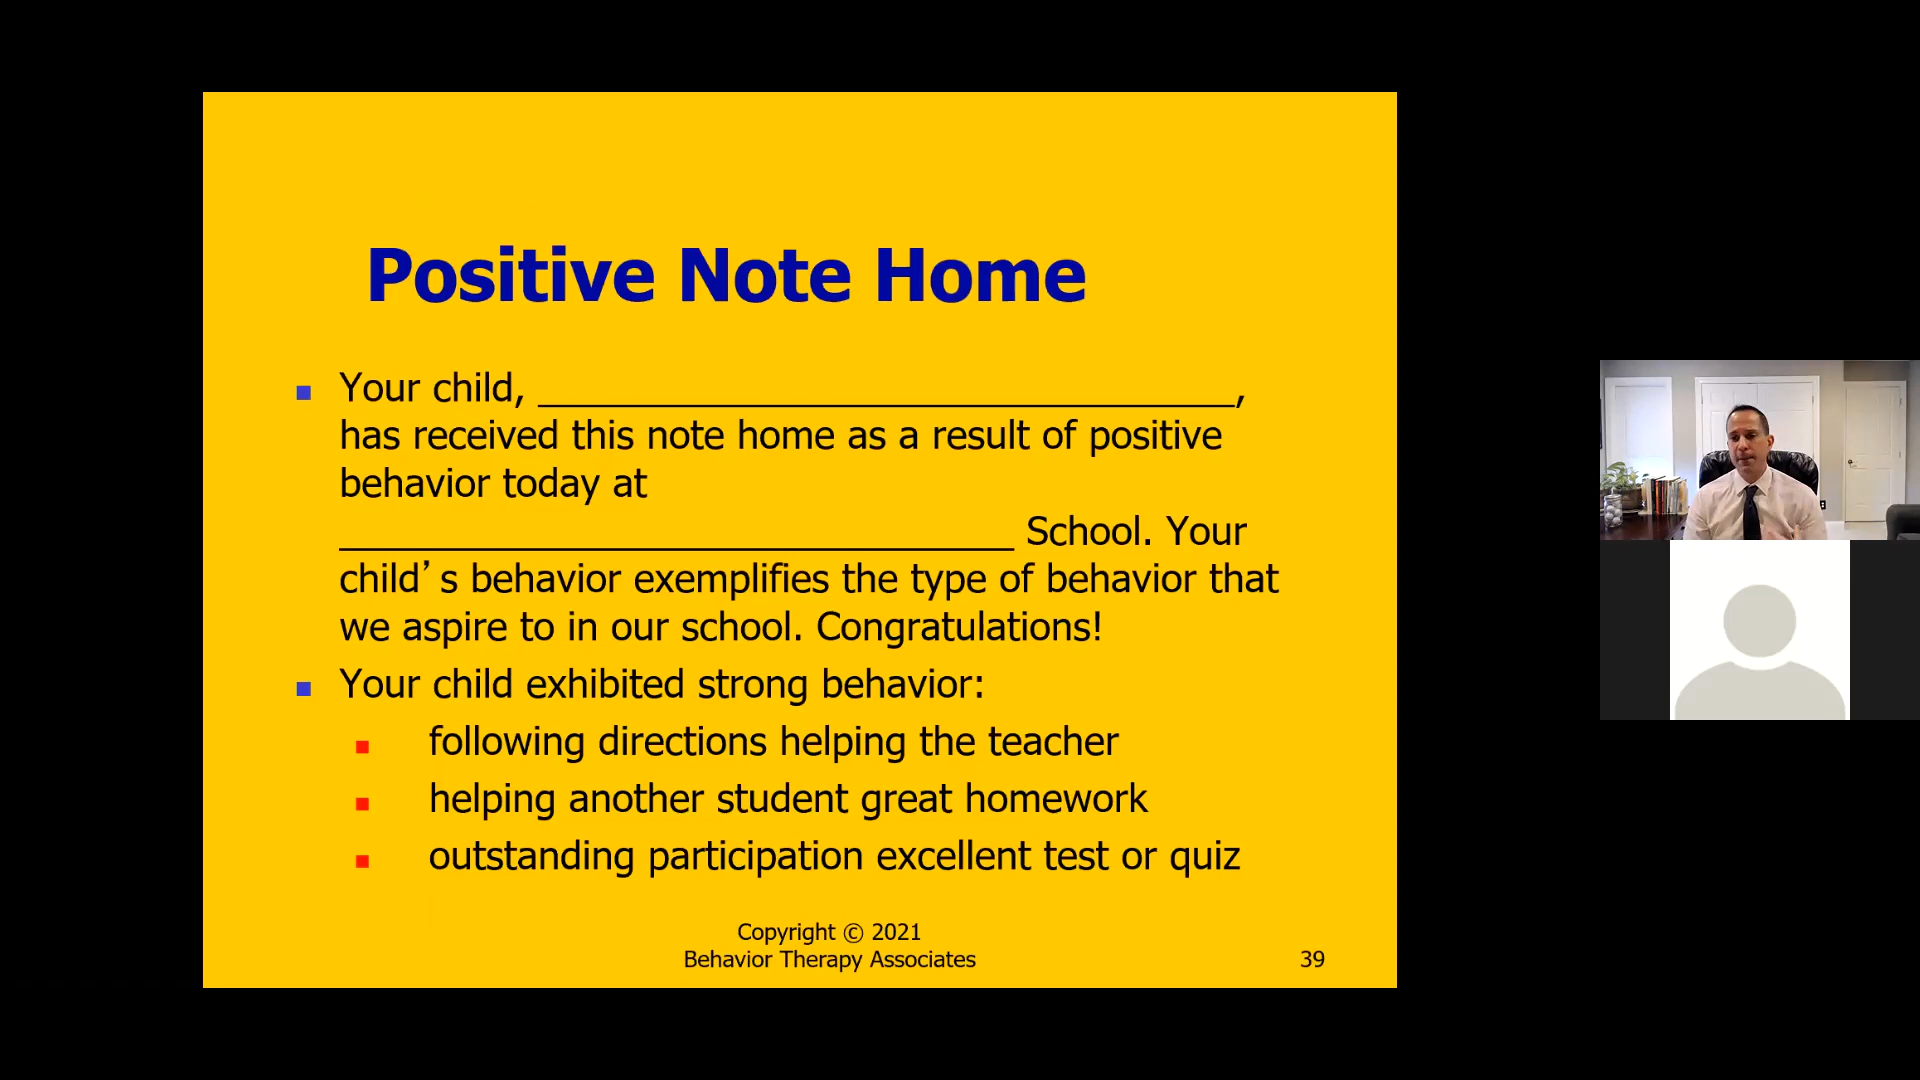 Positive Note Home
Your child, _________________________________,
has received this note home as a result of positive
behavior today at
________________________________ School. Your
child’s behavior exemplifies the type of behavior that
we aspire to in our school. Congratulations!
Your child exhibited strong behavior:
following directions helping the teacher
helping another student great homework
outstanding participation excellent test or quiz
Copyright © 2021
Behavior Therapy Associates
39